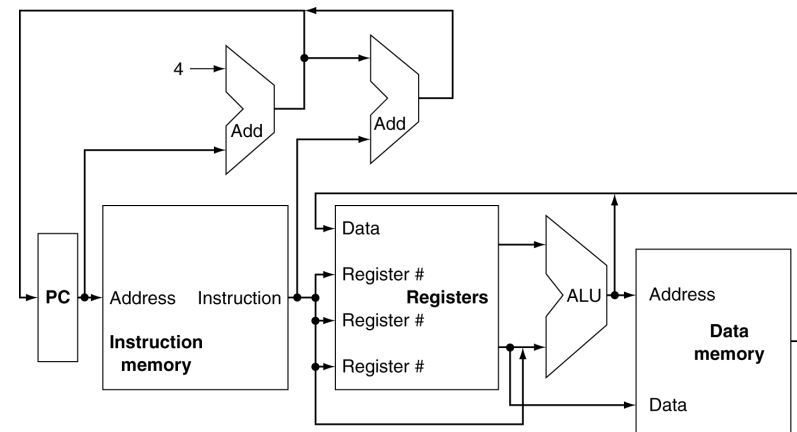 4
Add
Add
PC
Address
Instruction
Instruction
memory
Data
Register #
Registers
Register #
Register #
ALU
Address
Data
memory
Data